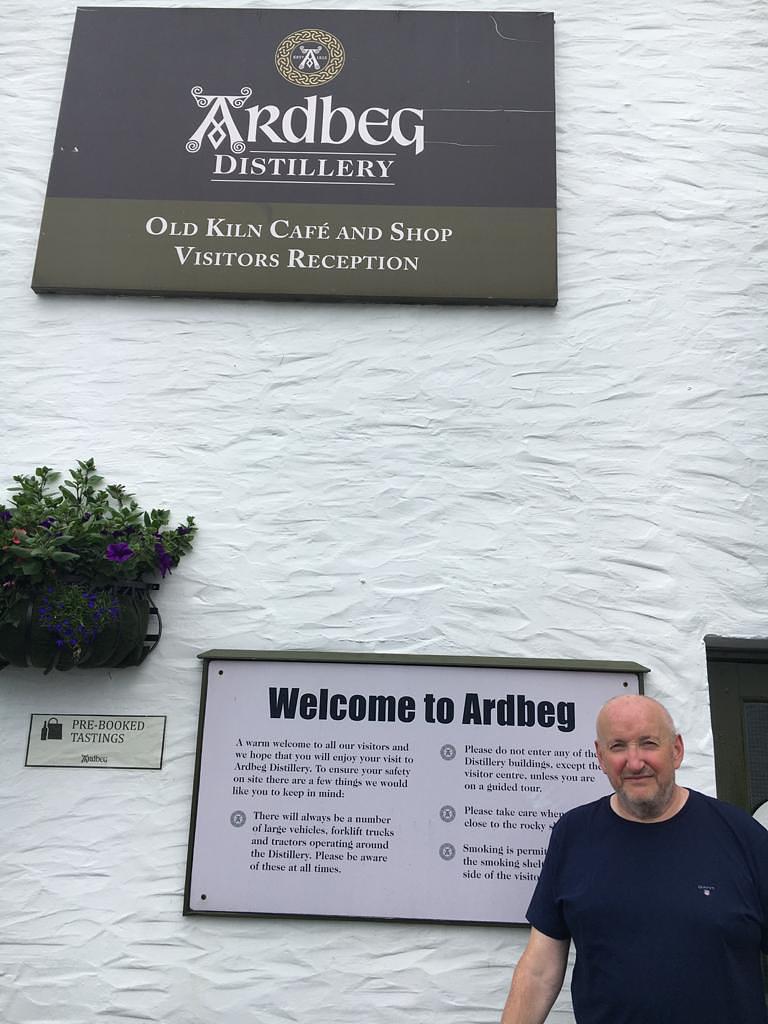 ARDBEG
DISTILLERY
OLD KILN CAFÉ AND SHOP
VISITORS RECEPTION
PRE-BOOKED
TASTINGS
ARDBEG
Welcome to Ardbeg
A warm welcome to all our visitors and
we hope that you will enjoy your visit to
Ardbeg Distillery. To ensure your safety
on site there are a few things we would
like you to keep in mind:
There will always be a number
of large vehicles, forklift trucks
and tractors operating around
the Distillery. Please be aware
of these at all times.
Please do not enter any of the
Distillery buildings, except the
visitor centre, unless you are
on a guided tour.
Please take care when
close to the rocky
Smoking is
the smoking
side of the
GANT